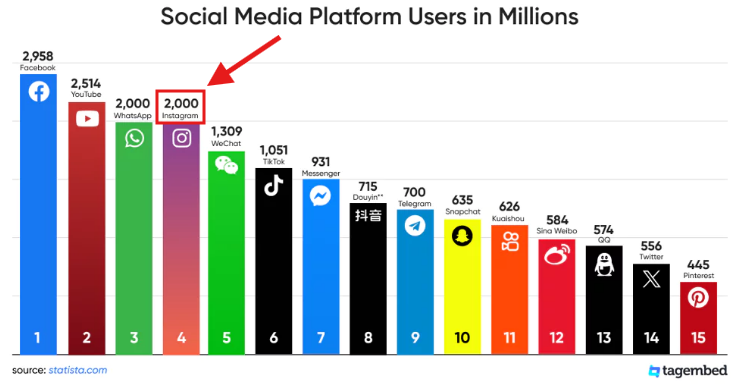 Social Media Platform Users in Millions
2,958
Facebook
2,514
YouTube
2,000
WhatsApp
2,000
Instagram
1,309
WeChat
1,051
TikTok
931
Messenger
715
Douyin**
抖音
700
Telegram
635
Snapchat
626
Kuaishou
584
Sina Weibo
574
QQ
556
Twitter
445
Pinterest
1 2 3 4 5 6 7 8 9 10 11 12 13 14 15
source: statista.com
tagembed